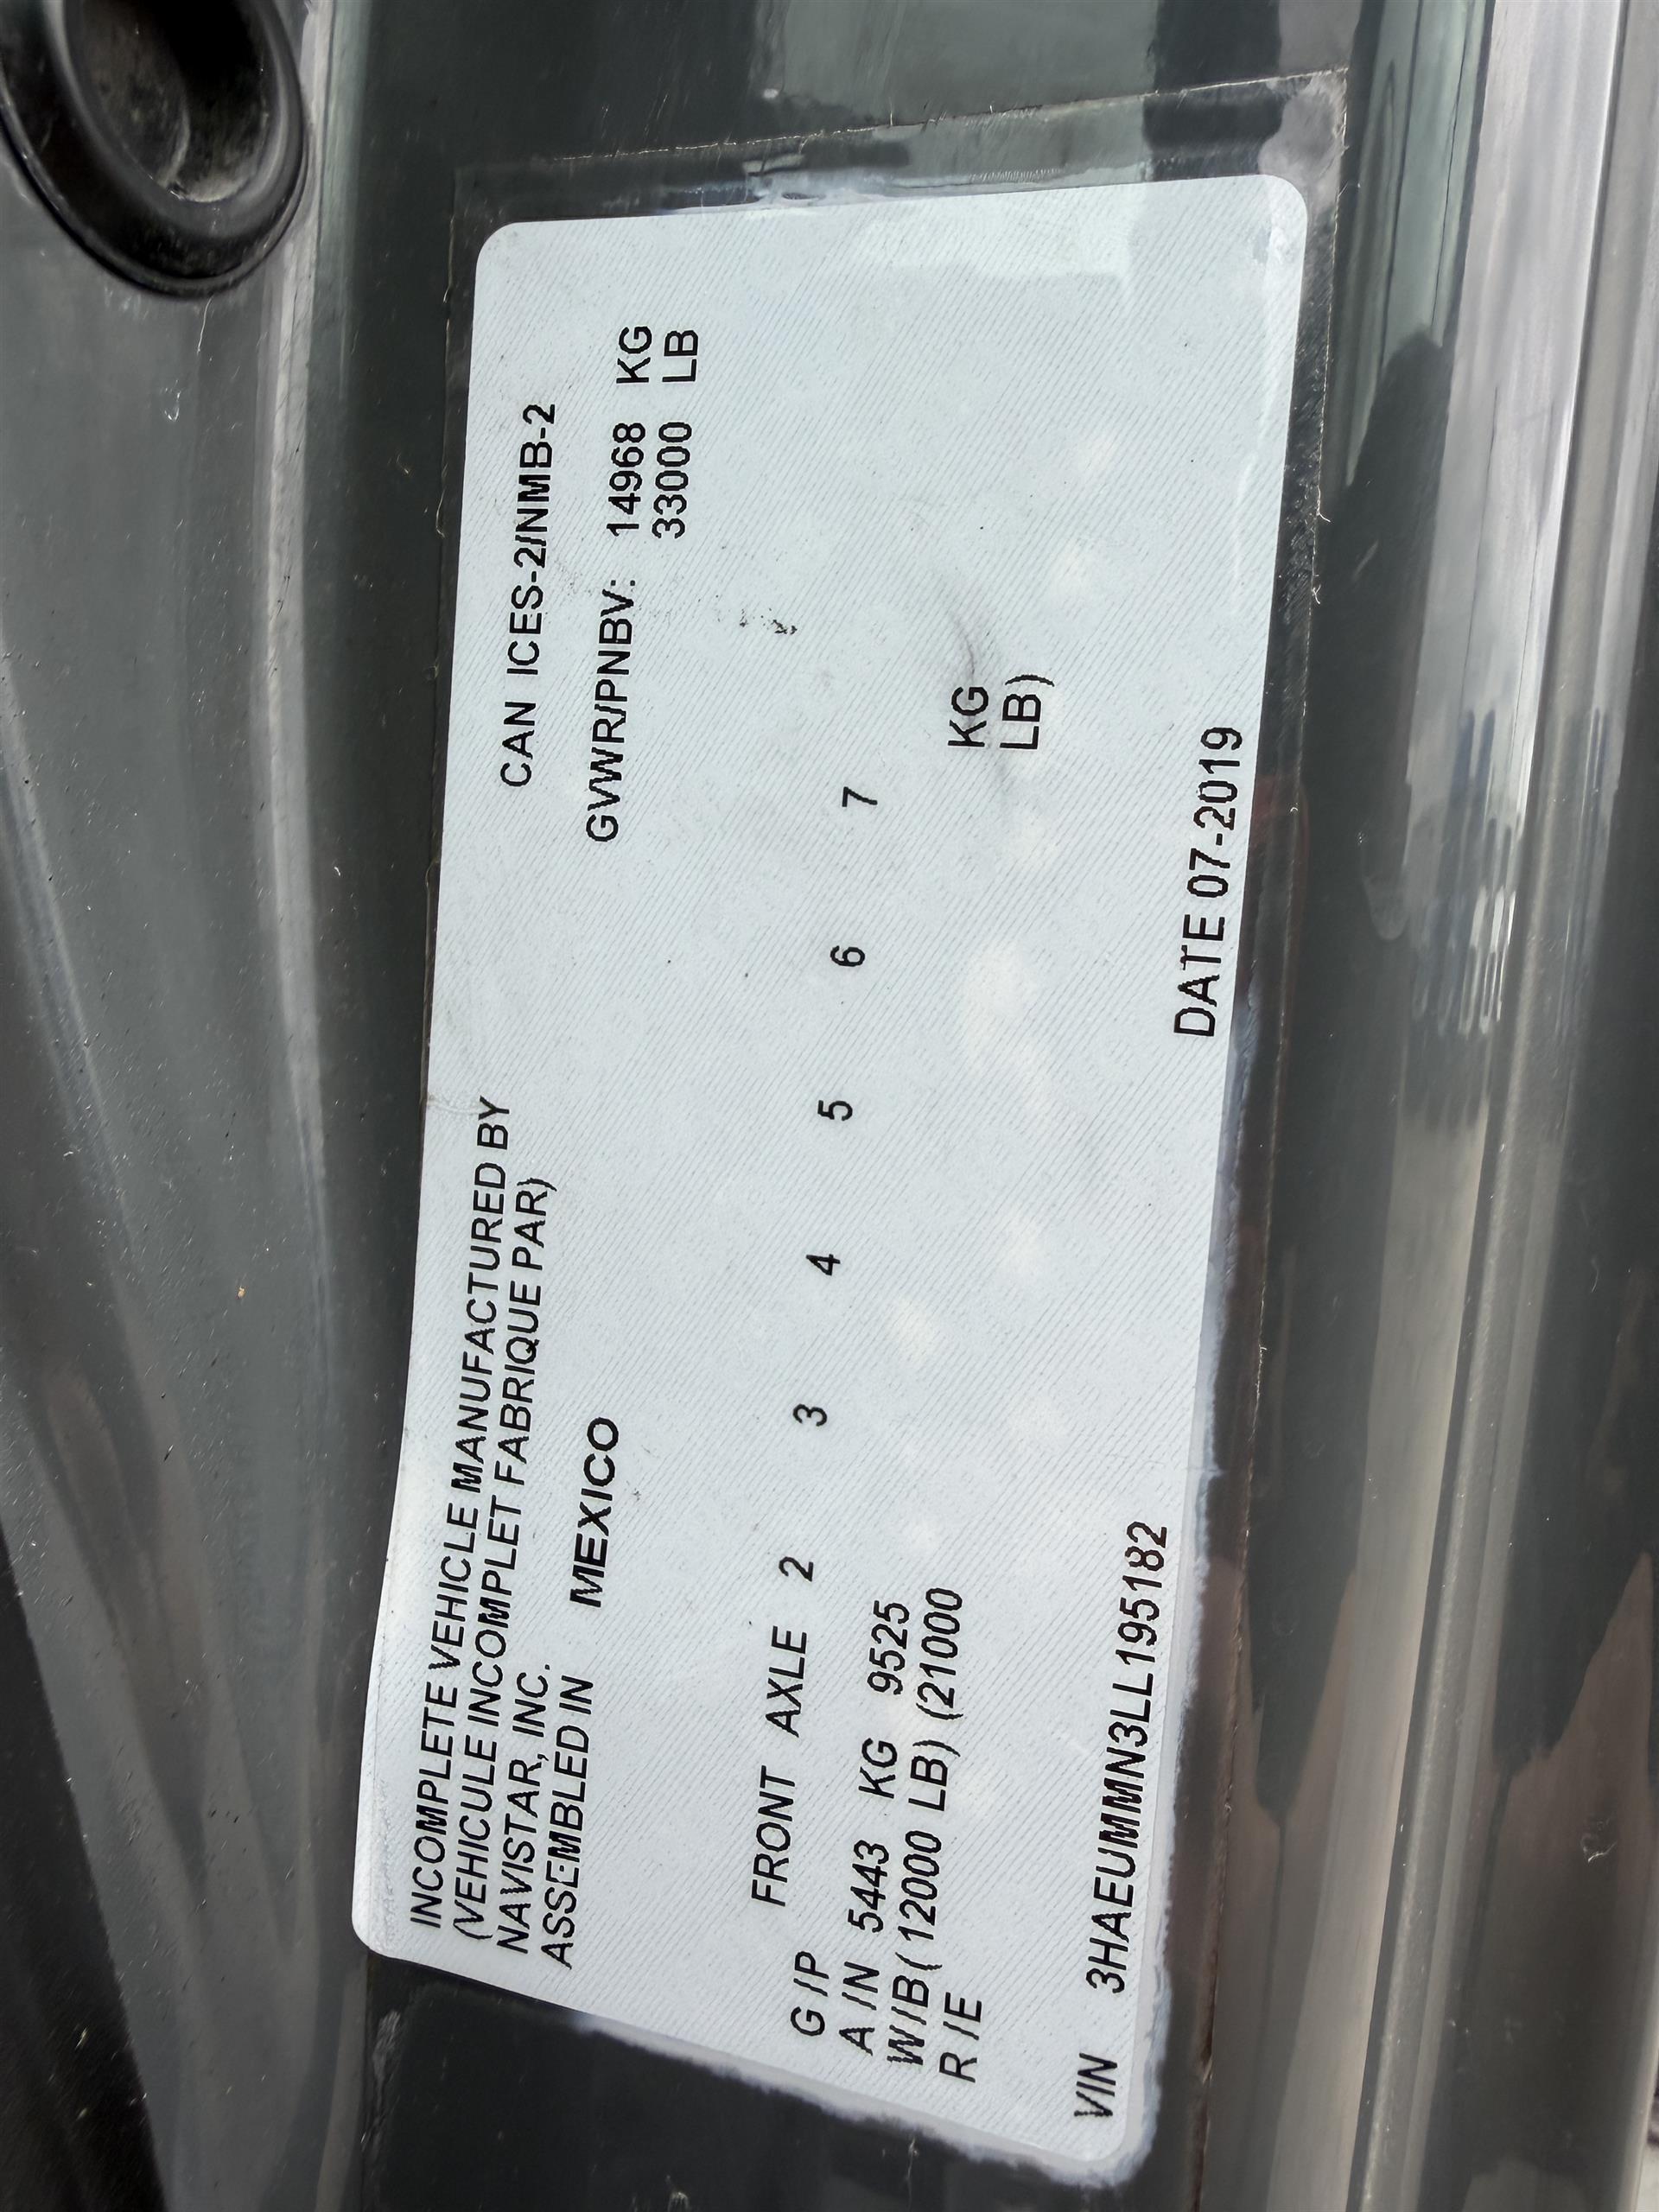 INCOMPLETE VEHICLE MANUFACTURED BY
(VEHICULE INCOMPLET FABRIQUE PAR)
NAVISTAR, INC.
ASSEMBLED IN MEXICO
CAN ICES-2/NMB-2
GVWR/PNBV: 14968 KG
33000 LB
FRONT AXLE 2 3 4 5 6 7
G/P
A/N 5443 KG 9525 KG
W/B (12000 LB) (21000 LB)
R/E
VIN 3HAEUMMN3LL195182 DATE 07-2019